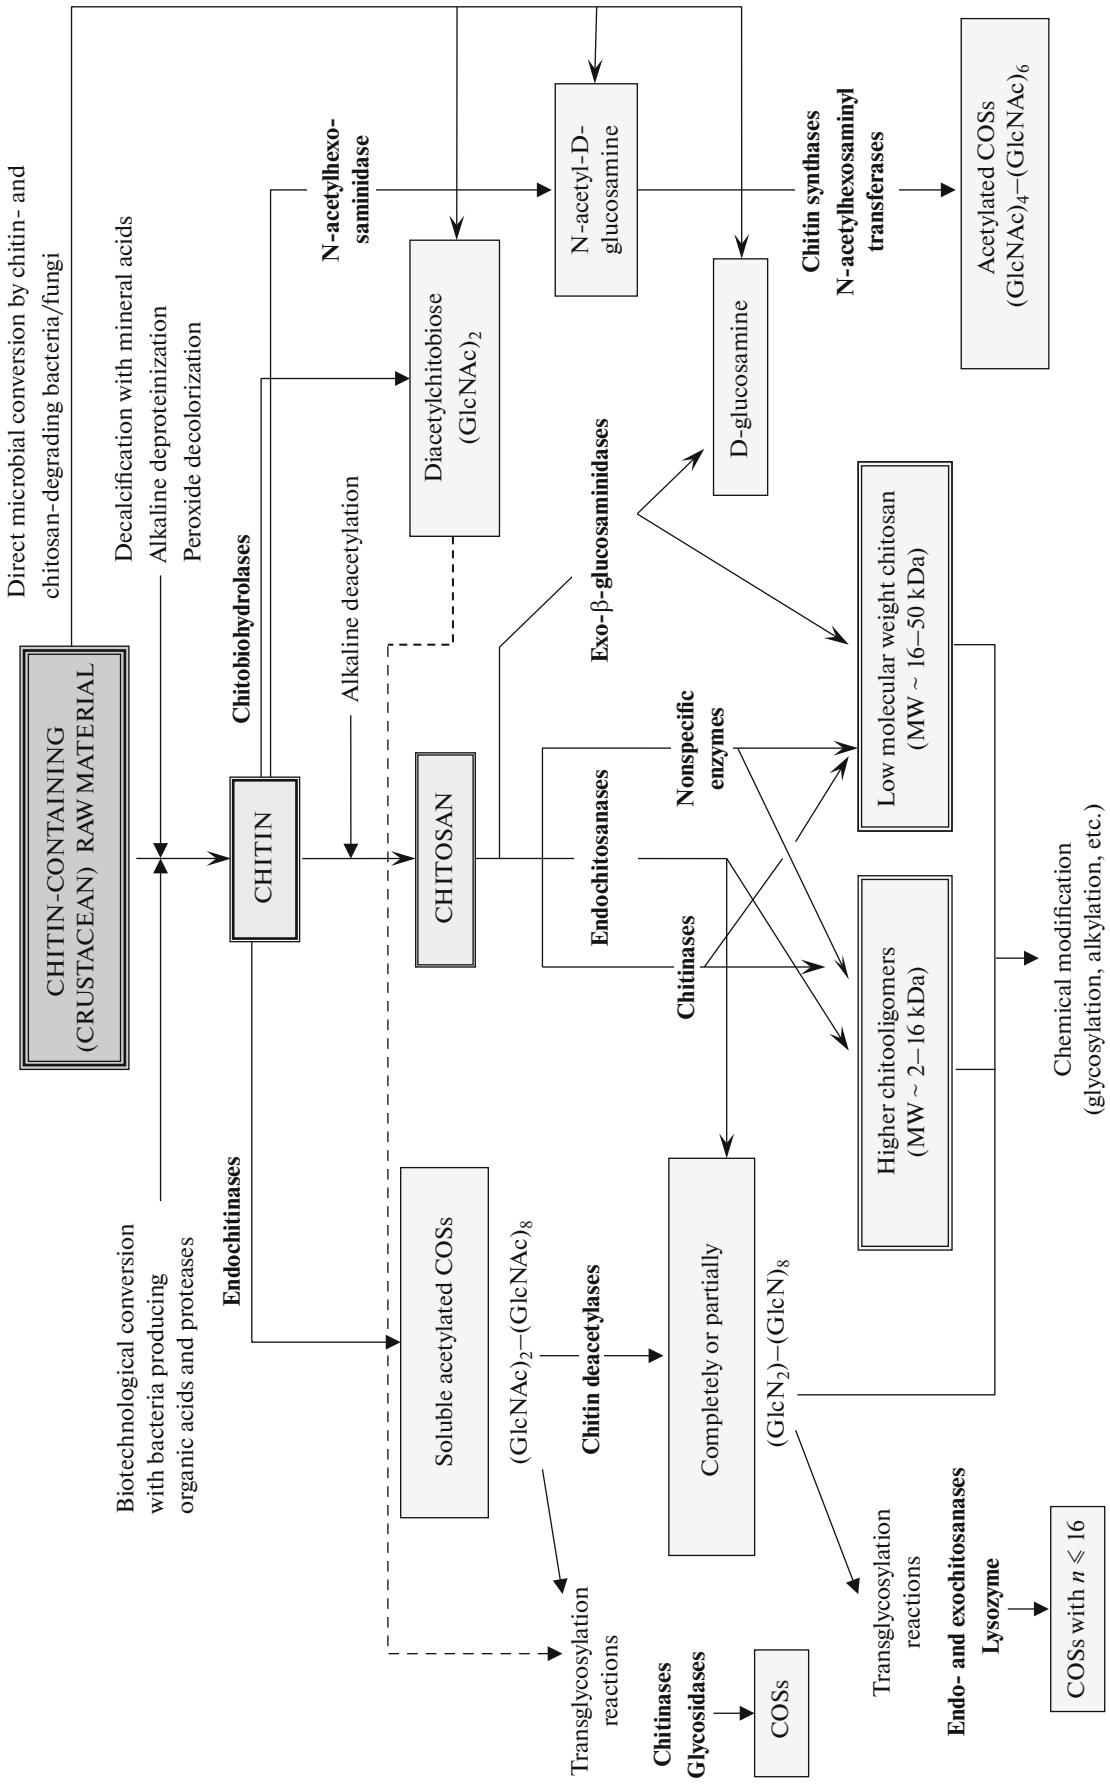 CHITIN-CONTAINING
(CRUSTACEAN) RAW MATERIAL
Direct microbial conversion by chitin- and
chitosan-degrading bacteria/fungi
Biotechnological conversion
with bacteria producing
organic acids and proteases
Decalcification with mineral acids
Alkaline deproteinization
Peroxide decolorization
Endochitinases
CHITIN
Chitobiohydrolases
N-acetylhexo-
saminidase
Alkaline deacetylation
Soluble acetylated COSs
(GlcNAc)2–(GlcNAc)8
CHITOSAN
Diacetylchitobiose
(GlcNAc)2
Chitin deacetylases
Endochitosanases
Exo-β-glucosaminidases
N-acetyl-D-
glucosamine
Transglycosylation
reactions
Chitinases
Nonspecific
enzymes
Completely or partially
(GlcN2)–(GlcN)8
D-glucosamine
Chitinases
Glycosidases
COSs
Chitin synthases
N-acetylhexosaminyl
transferases
Transglycosylation
reactions
Higher chitooligomers
(MW ~ 2–16 kDa)
Low molecular weight chitosan
(MW ~ 16–50 kDa)
Endo- and exochitosanases
Lysozyme
Acetylated COSs
(GlcNAc)4–(GlcNAc)6
COSs with n ⩽ 16
Chemical modification
(glycosylation, alkylation, etc.)